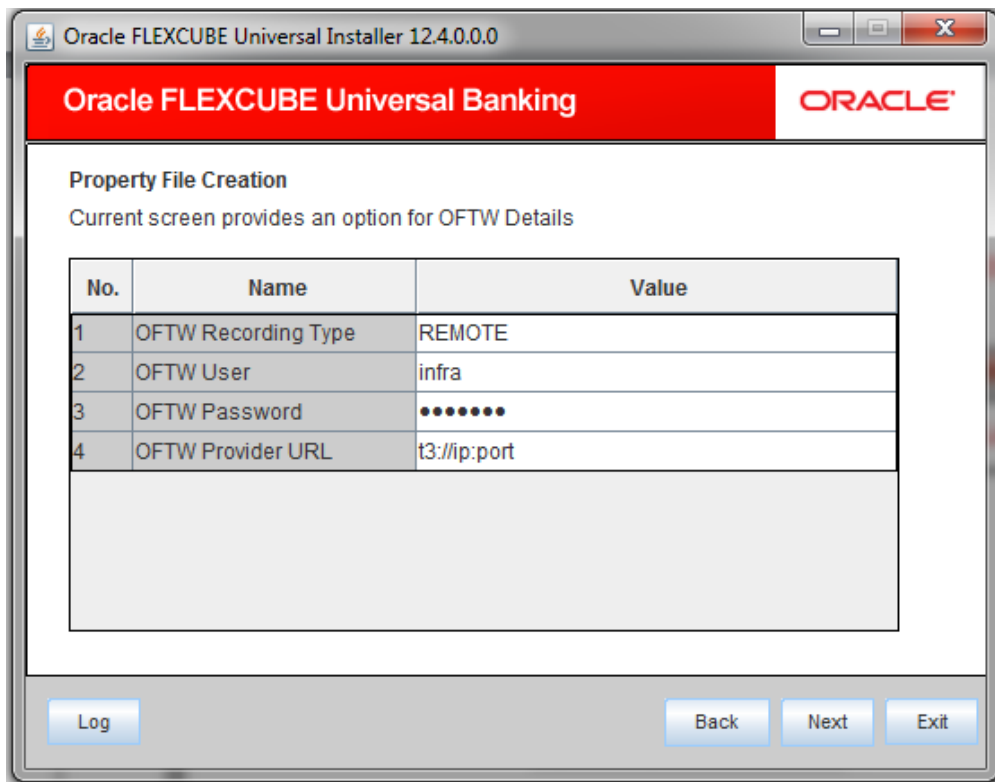 Oracle FLEXCUBE Universal Installer 12.4.0.0.0
Oracle FLEXCUBE Universal Banking
ORACLE
Property File Creation
Current screen provides an option for OFTW Details
No. Name Value
1 OFTW Recording Type REMOTE
2 OFTW User infra
3 OFTW Password •••••••
4 OFTW Provider URL t3://ip:port
Log Back Next Exit